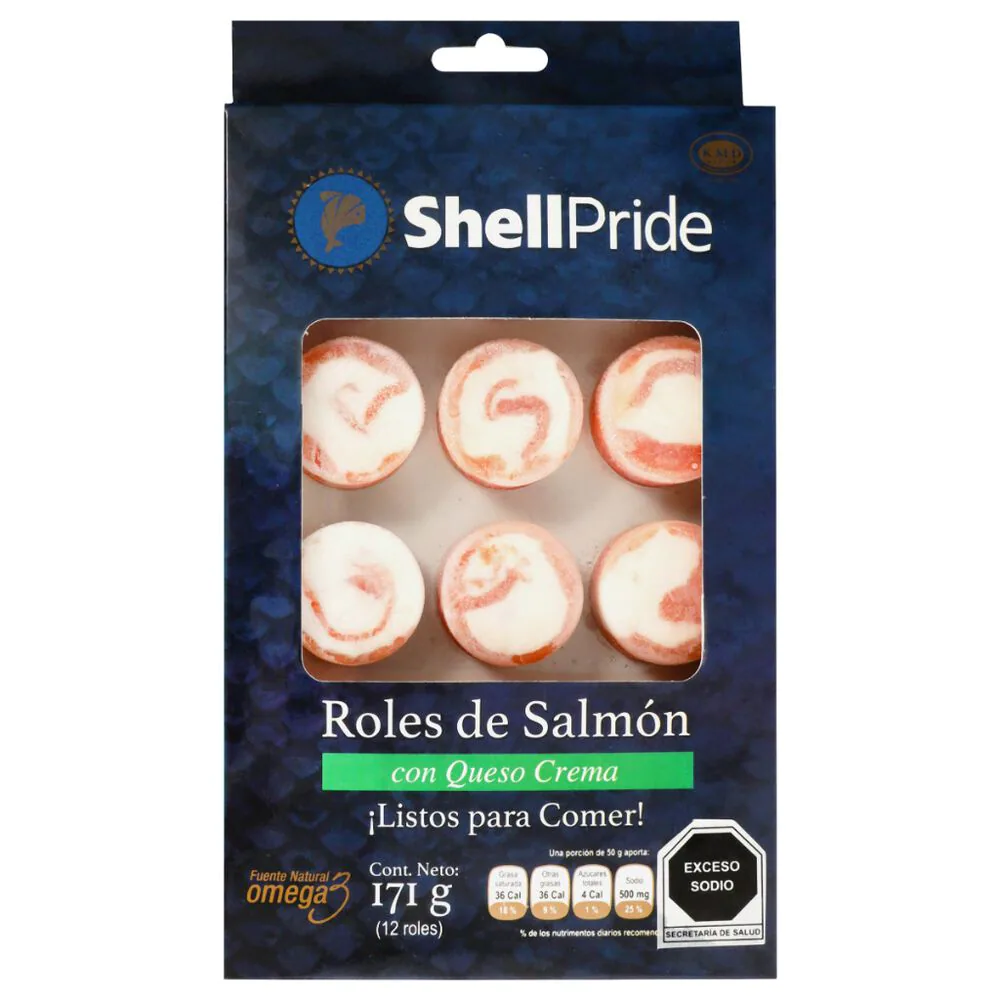 KMD
ShellPride
Roles de Salmón
con Queso Crema
¡Listos para Comer!
Fuente Natural
omega3
Cont. Neto:
171 g
(12 roles)
Una porción de 50 g aporta:
Grasa saturada 36 Cal 18 %
Otras grasas 36 Cal 9 %
Azúcares totales 4 Cal 1 %
Sodio 500 mg 25 %
% de los nutrimentos diarios recomend
EXCESO
SODIO
SECRETARÍA DE SALUD